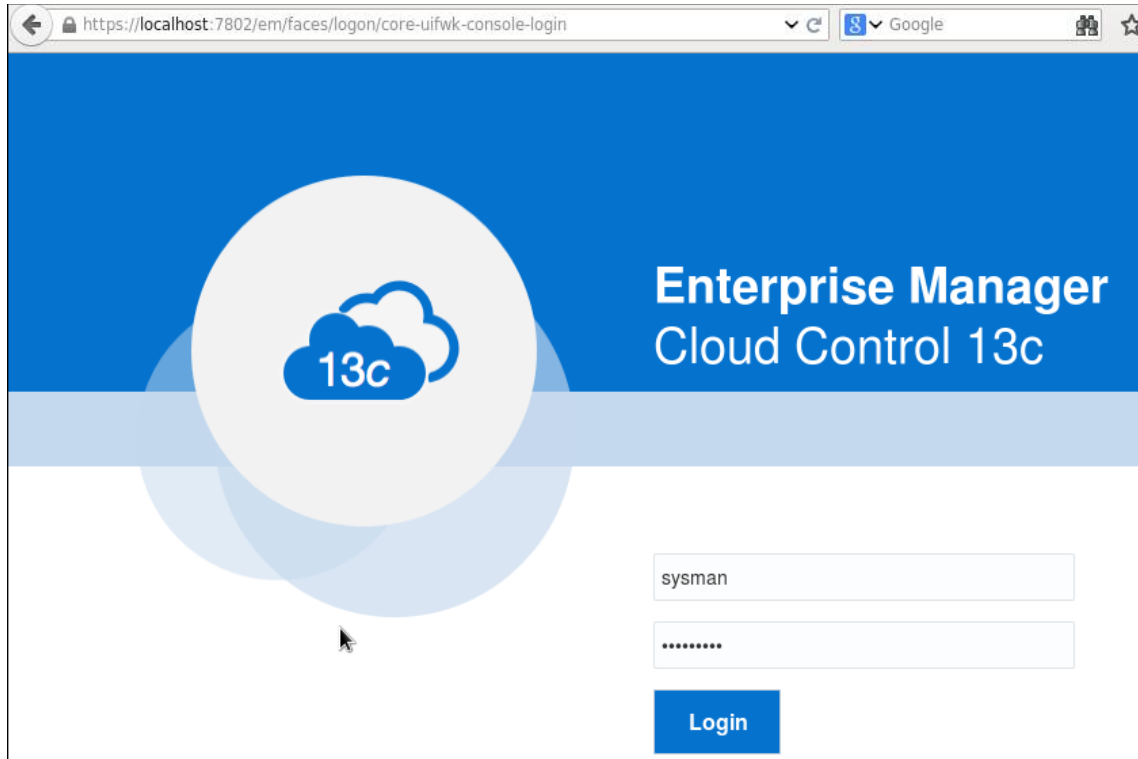 https://localhost:7802/em/faces/logon/core-uifwk-console-login
8 Google
13c
Enterprise Manager
Cloud Control 13c
sysman
•••••••••
Login